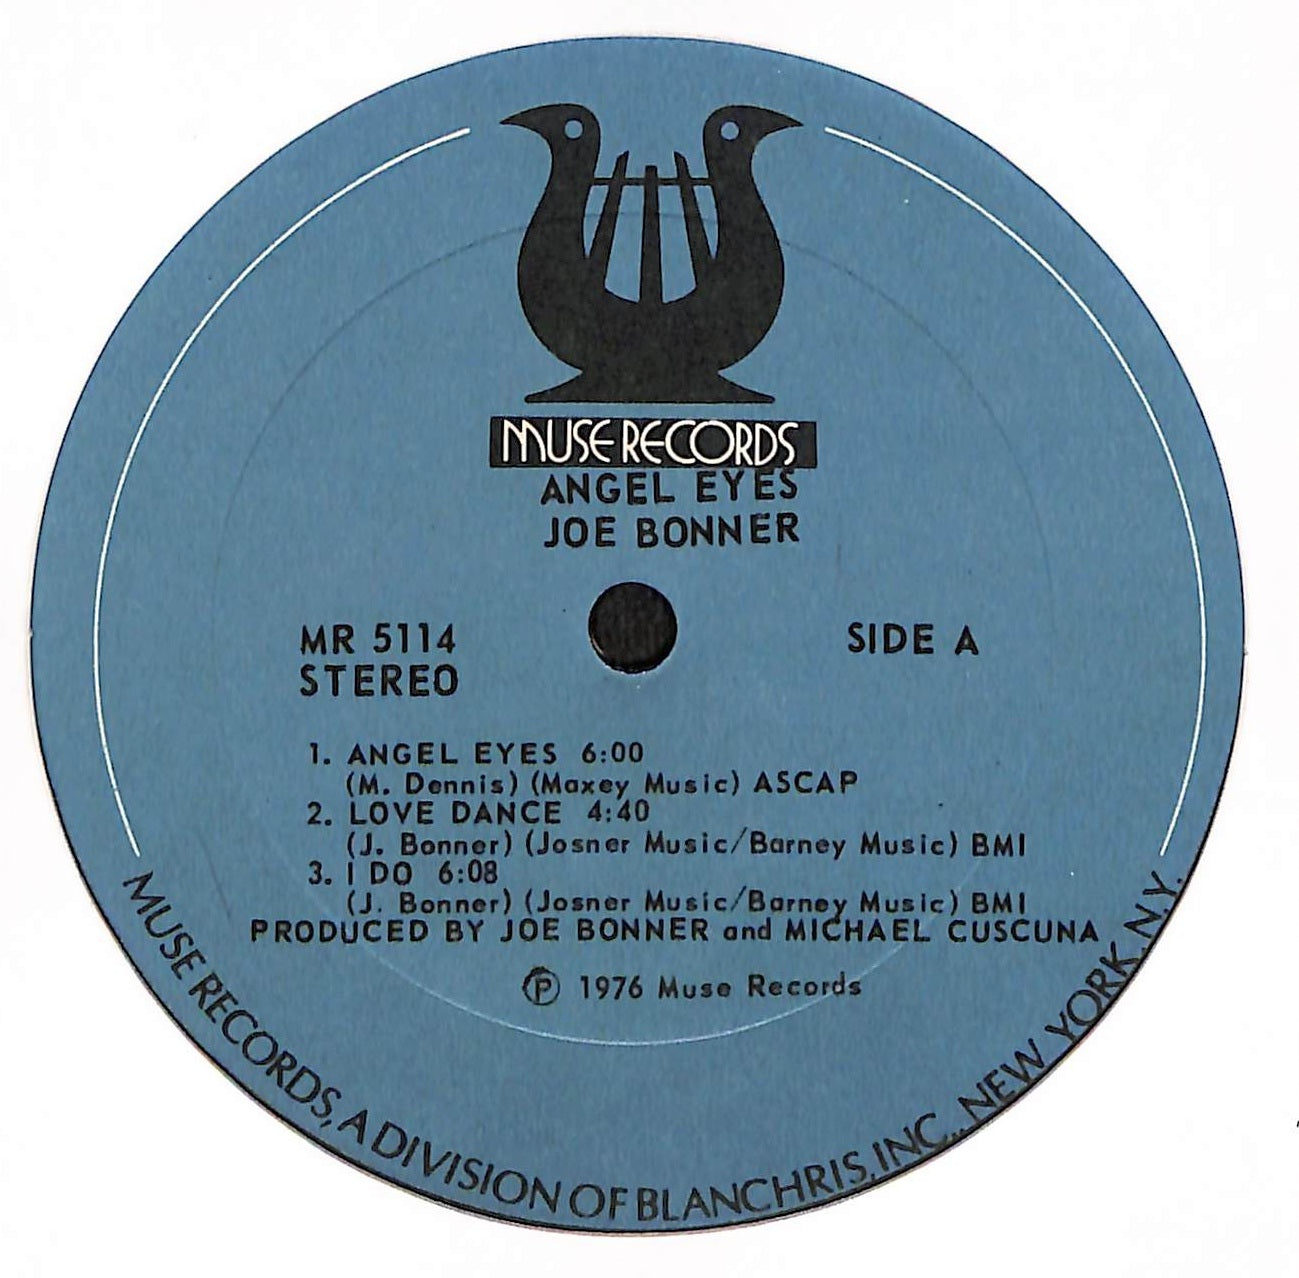 MUSE RECORDS
ANGEL EYES
JOE BONNER
MR 5114
STEREO
SIDE A
1. ANGEL EYES 6:00
(M. Dennis) (Maxey Music) ASCAP
2. LOVE DANCE 4:40
(J. Bonner) (Josner Music/Barney Music) BMI
3. I DO 6:08
(J. Bonner) (Josner Music/Barney Music) BMI
PRODUCED BY JOE BONNER and MICHAEL CUSCUNA
Ⓟ 1976 Muse Records
MUSE RECORDS, A DIVISION OF BLANCHRIS, INC., NEW YORK, N.Y.